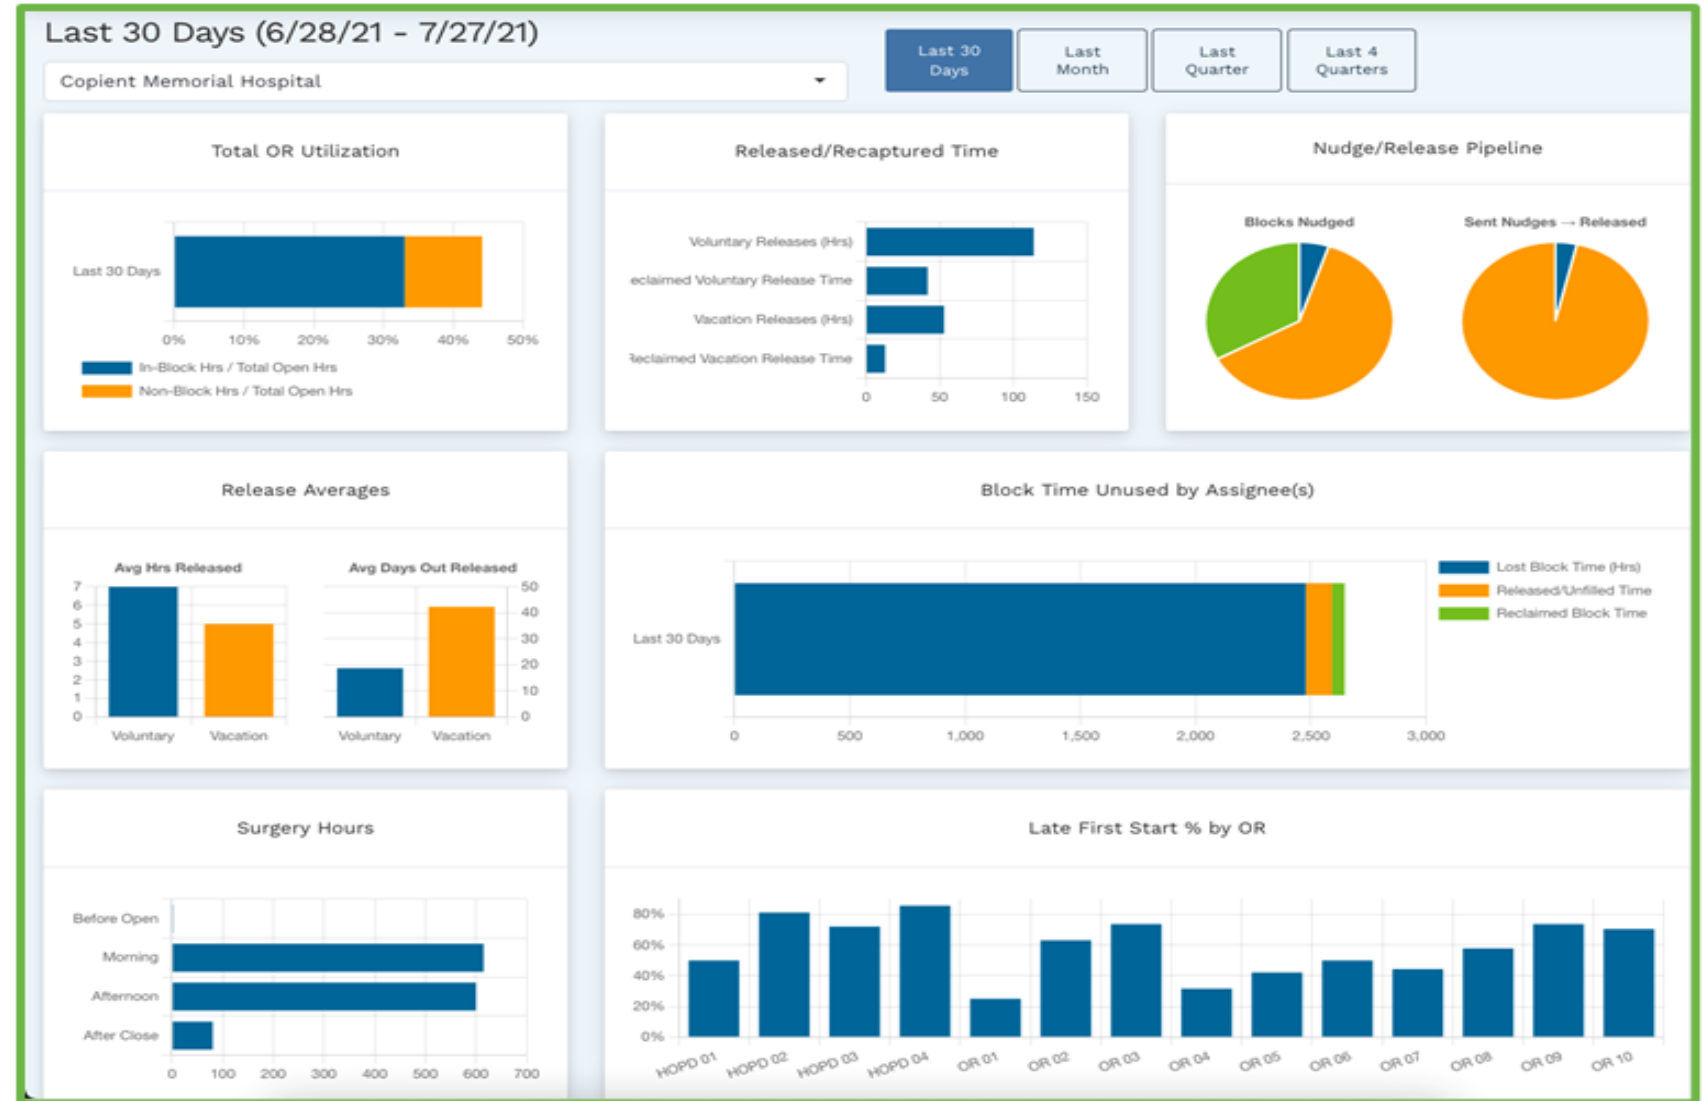 Last 30 Days (6/28/21 - 7/27/21)
Copient Memorial Hospital
Last 30
Days
Last
Month
Last
Quarter
Last 4
Quarters
Total OR Utilization
Last 30 Days
0% 10% 20% 30% 40% 50%
In-Block Hrs / Total Open Hrs
Non-Block Hrs / Total Open Hrs
Released/Recaptured Time
Voluntary Releases (Hrs)
eclaimed Voluntary Release Time
Vacation Releases (Hrs)
Reclaimed Vacation Release Time
0 50 100 150
Nudge/Release Pipeline
Blocks Nudged
Sent Nudges → Released
Release Averages
Avg Hrs Released
7
6
5
4
3
2
1
0
Voluntary Vacation
Avg Days Out Released
50
40
30
20
10
0
Voluntary Vacation
Block Time Unused by Assignee(s)
Last 30 Days
0 500 1,000 1,500 2,000 2,500 3,000
Lost Block Time (Hrs)
Released/Unfilled Time
Reclaimed Block Time
Surgery Hours
Before Open
Morning
Afternoon
After Close
0 100 200 300 400 500 600 700
Late First Start % by OR
80%
60%
40%
20%
0%
HOPD 01 HOPD 02 HOPD 03 HOPD 04 OR 01 OR 02 OR 03 OR 04 OR 05 OR 06 OR 07 OR 08 OR 09 OR 10